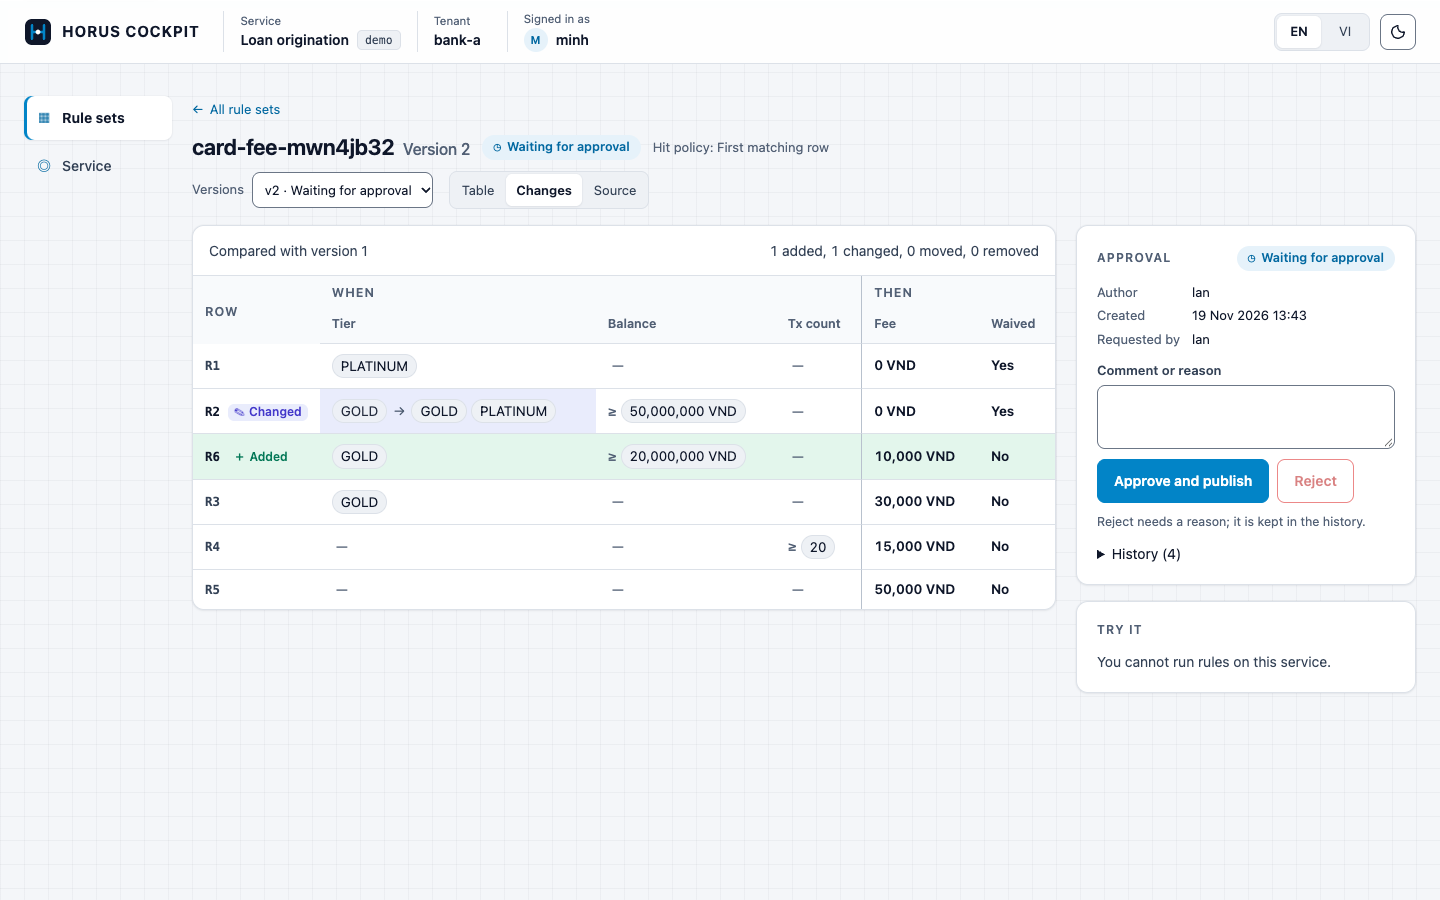 HORUS COCKPIT
Service
Loan origination demo
Tenant
bank-a
Signed in as
M minh
EN VI
Rule sets
Service
← All rule sets
card-fee-mwn4jb32 Version 2 Waiting for approval Hit policy: First matching row
Versions v2 · Waiting for approval Table Changes Source
Compared with version 1 1 added, 1 changed, 0 moved, 0 removed
ROW WHEN THEN
Tier Balance Tx count Fee Waived
R1 PLATINUM — — 0 VND Yes
R2 ✎ Changed GOLD → GOLD PLATINUM ≥ 50,000,000 VND — 0 VND Yes
R6 + Added GOLD ≥ 20,000,000 VND — 10,000 VND No
R3 GOLD — — 30,000 VND No
R4 — — ≥ 20 15,000 VND No
R5 — — — 50,000 VND No
APPROVAL Waiting for approval
Author lan
Created 19 Nov 2026 13:43
Requested by lan
Comment or reason
Approve and publish Reject
Reject needs a reason; it is kept in the history.
▶ History (4)
TRY IT
You cannot run rules on this service.